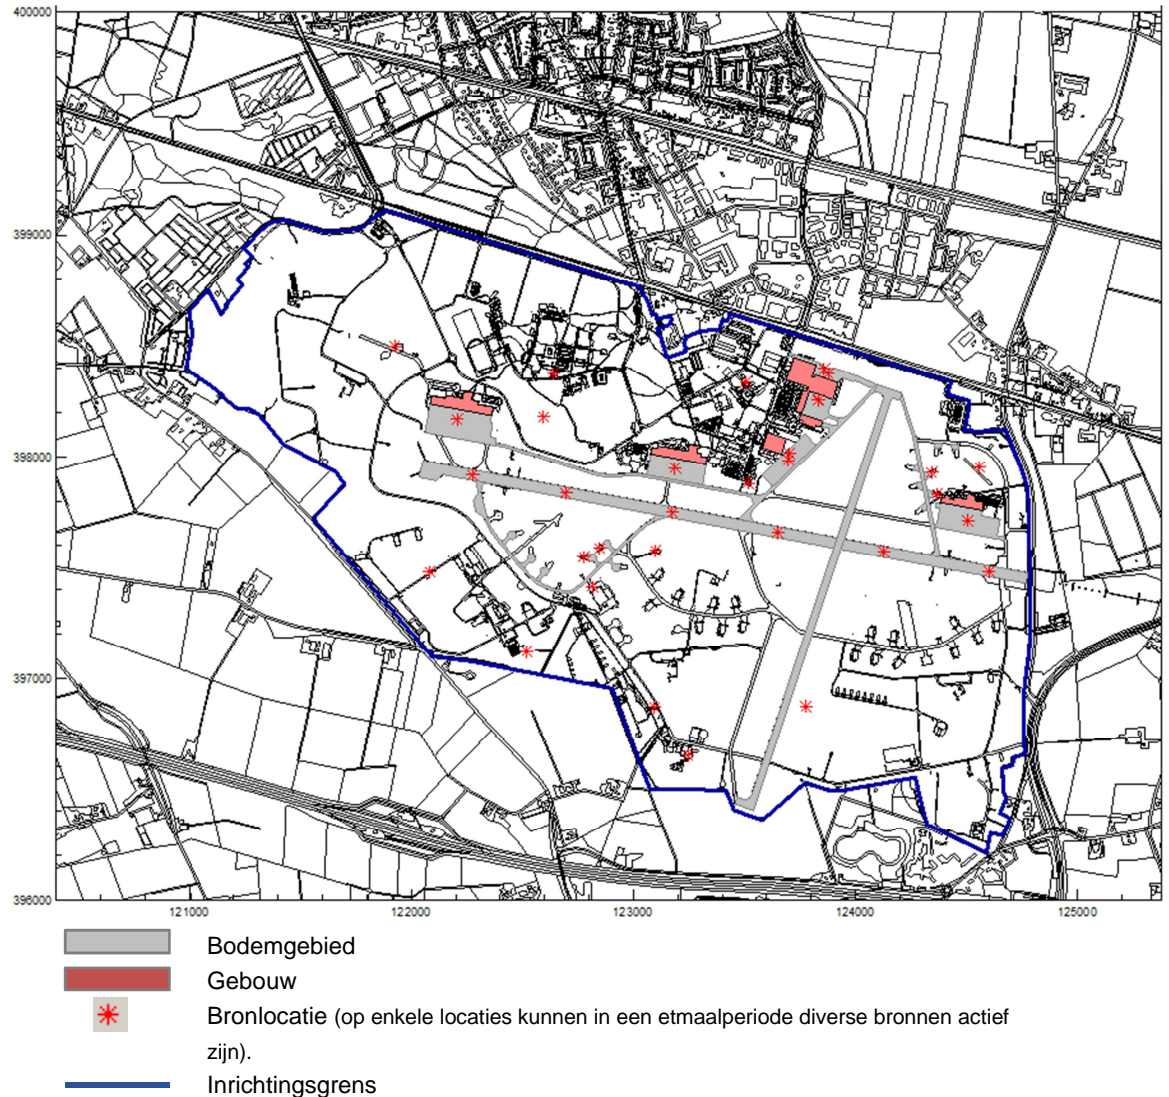 400000
399000
398000
397000
396000
121000 122000 123000 124000 125000
Bodemgebied
Gebouw
Bronlocatie (op enkele locaties kunnen in een etmaalperiode diverse bronnen actief
zijn).
Inrichtingsgrens